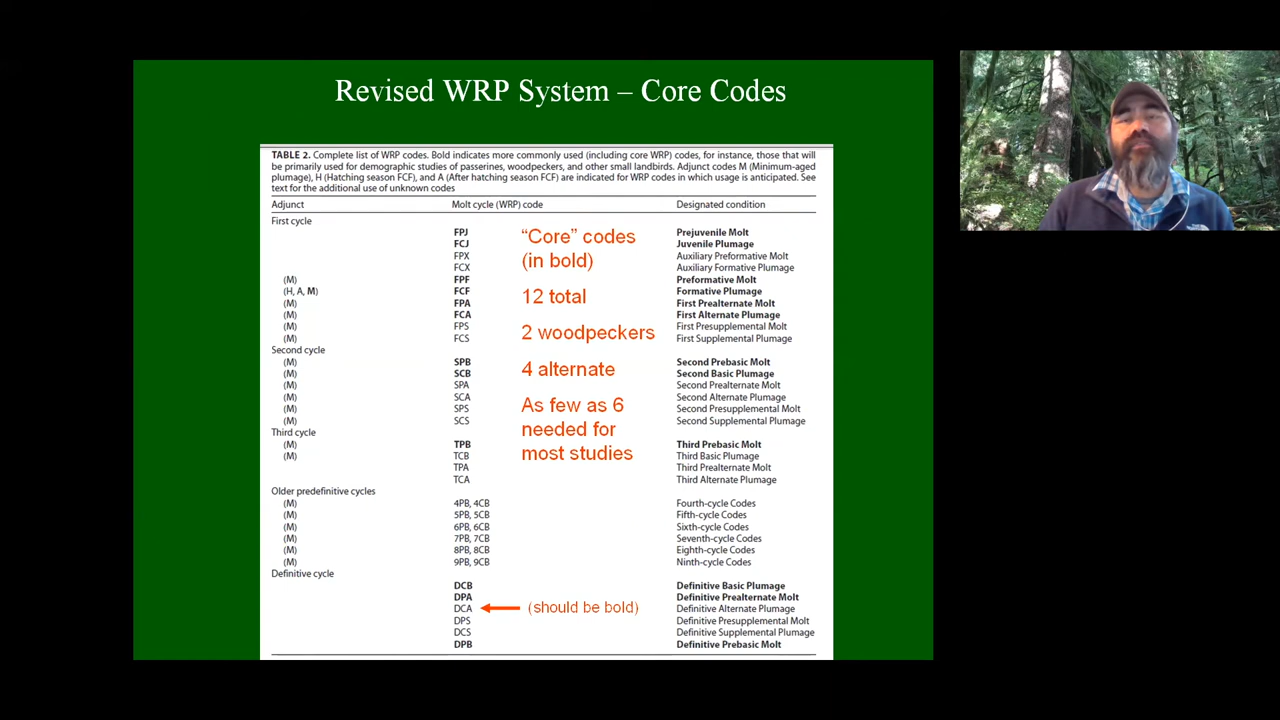 Revised WRP System – Core Codes
TABLE 2. Complete list of WRP codes. Bold indicates more commonly used (including core WRP) codes, for instance, those that will
be primarily used for demographic studies of passerines, woodpeckers, and other small landbirds. Adjunct codes M (Minimum-aged
plumage), H (Hatching season FCF), and A (After hatching season FCF) are indicated for WRP codes in which usage is anticipated. See
text for the additional use of unknown codes
Adjunct Molt cycle (WRP) code Designated condition
First cycle
FPJ Prejuvenile Molt
FCJ Juvenile Plumage
FPX Auxiliary Preformative Molt
FCX Auxiliary Formative Plumage
(M) FPF Preformative Molt
(H, A, M) FCF Formative Plumage
(M) FPA First Prealternate Molt
(M) FCA First Alternate Plumage
(M) FPS First Presupplemental Molt
(M) FCS First Supplemental Plumage
Second cycle
(M) SPB Second Prebasic Molt
(M) SCB Second Basic Plumage
(M) SPA Second Prealternate Molt
(M) SCA Second Alternate Plumage
(M) SPS Second Presupplemental Molt
(M) SCS Second Supplemental Plumage
Third cycle
(M) TPB Third Prebasic Molt
(M) TCB Third Basic Plumage
TPA Third Prealternate Molt
TCA Third Alternate Plumage
Older predefinitive cycles
(M) 4PB, 4CB Fourth-cycle Codes
(M) 5PB, 5CB Fifth-cycle Codes
(M) 6PB, 6CB Sixth-cycle Codes
(M) 7PB, 7CB Seventh-cycle Codes
(M) 8PB, 8CB Eighth-cycle Codes
(M) 9PB, 9CB Ninth-cycle Codes
Definitive cycle
DCB Definitive Basic Plumage
DPA Definitive Prealternate Molt
DCA Definitive Alternate Plumage
DPS Definitive Presupplemental Molt
DCS Definitive Supplemental Plumage
DPB Definitive Prebasic Molt
“Core” codes
(in bold)
12 total
2 woodpeckers
4 alternate
As few as 6
needed for
most studies
(should be bold)